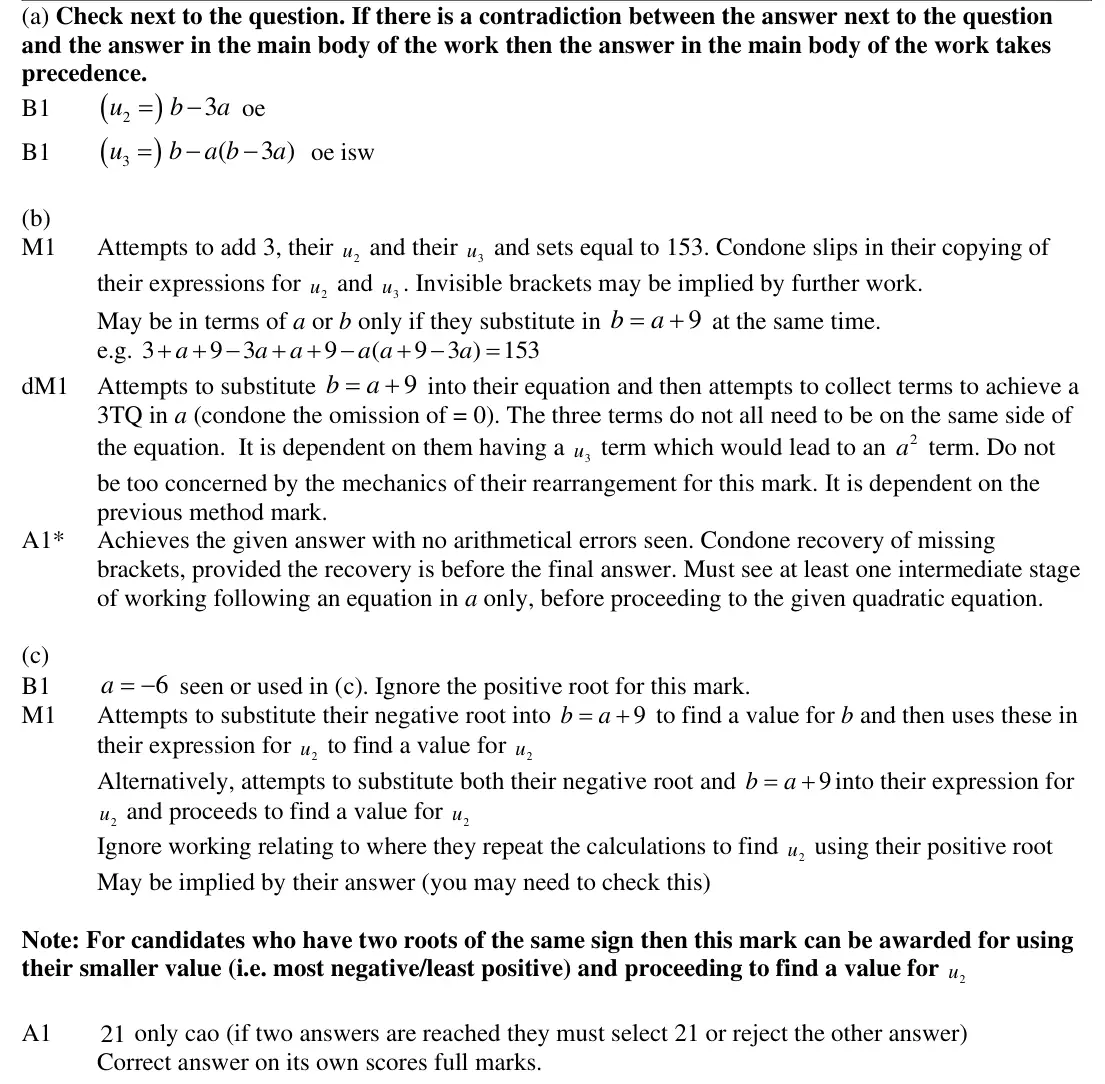 (a) Check next to the question. If there is a contradiction between the answer next to the question
and the answer in the main body of the work then the answer in the main body of the work takes
precedence.
B1 (u₂ =) b − 3a oe
B1 (u₃ =) b − a(b − 3a) oe isw
(b)
M1 Attempts to add 3, their u₂ and their u₃ and sets equal to 153. Condone slips in their copying of
their expressions for u₂ and u₃. Invisible brackets may be implied by further work.
May be in terms of a or b only if they substitute in b = a + 9 at the same time.
e.g. 3 + a + 9 − 3a + a + 9 − a(a + 9 − 3a) = 153
dM1 Attempts to substitute b = a + 9 into their equation and then attempts to collect terms to achieve a
3TQ in a (condone the omission of = 0). The three terms do not all need to be on the same side of
the equation. It is dependent on them having a u₃ term which would lead to an a² term. Do not
be too concerned by the mechanics of their rearrangement for this mark. It is dependent on the
previous method mark.
A1* Achieves the given answer with no arithmetical errors seen. Condone recovery of missing
brackets, provided the recovery is before the final answer. Must see at least one intermediate stage
of working following an equation in a only, before proceeding to the given quadratic equation.
(c)
B1 a = −6 seen or used in (c). Ignore the positive root for this mark.
M1 Attempts to substitute their negative root into b = a + 9 to find a value for b and then uses these in
their expression for u₂ to find a value for u₂
Alternatively, attempts to substitute both their negative root and b = a + 9 into their expression for
u₂ and proceeds to find a value for u₂
Ignore working relating to where they repeat the calculations to find u₂ using their positive root
May be implied by their answer (you may need to check this)
Note: For candidates who have two roots of the same sign then this mark can be awarded for using
their smaller value (i.e. most negative/least positive) and proceeding to find a value for u₂
A1 21 only cao (if two answers are reached they must select 21 or reject the other answer)
Correct answer on its own scores full marks.